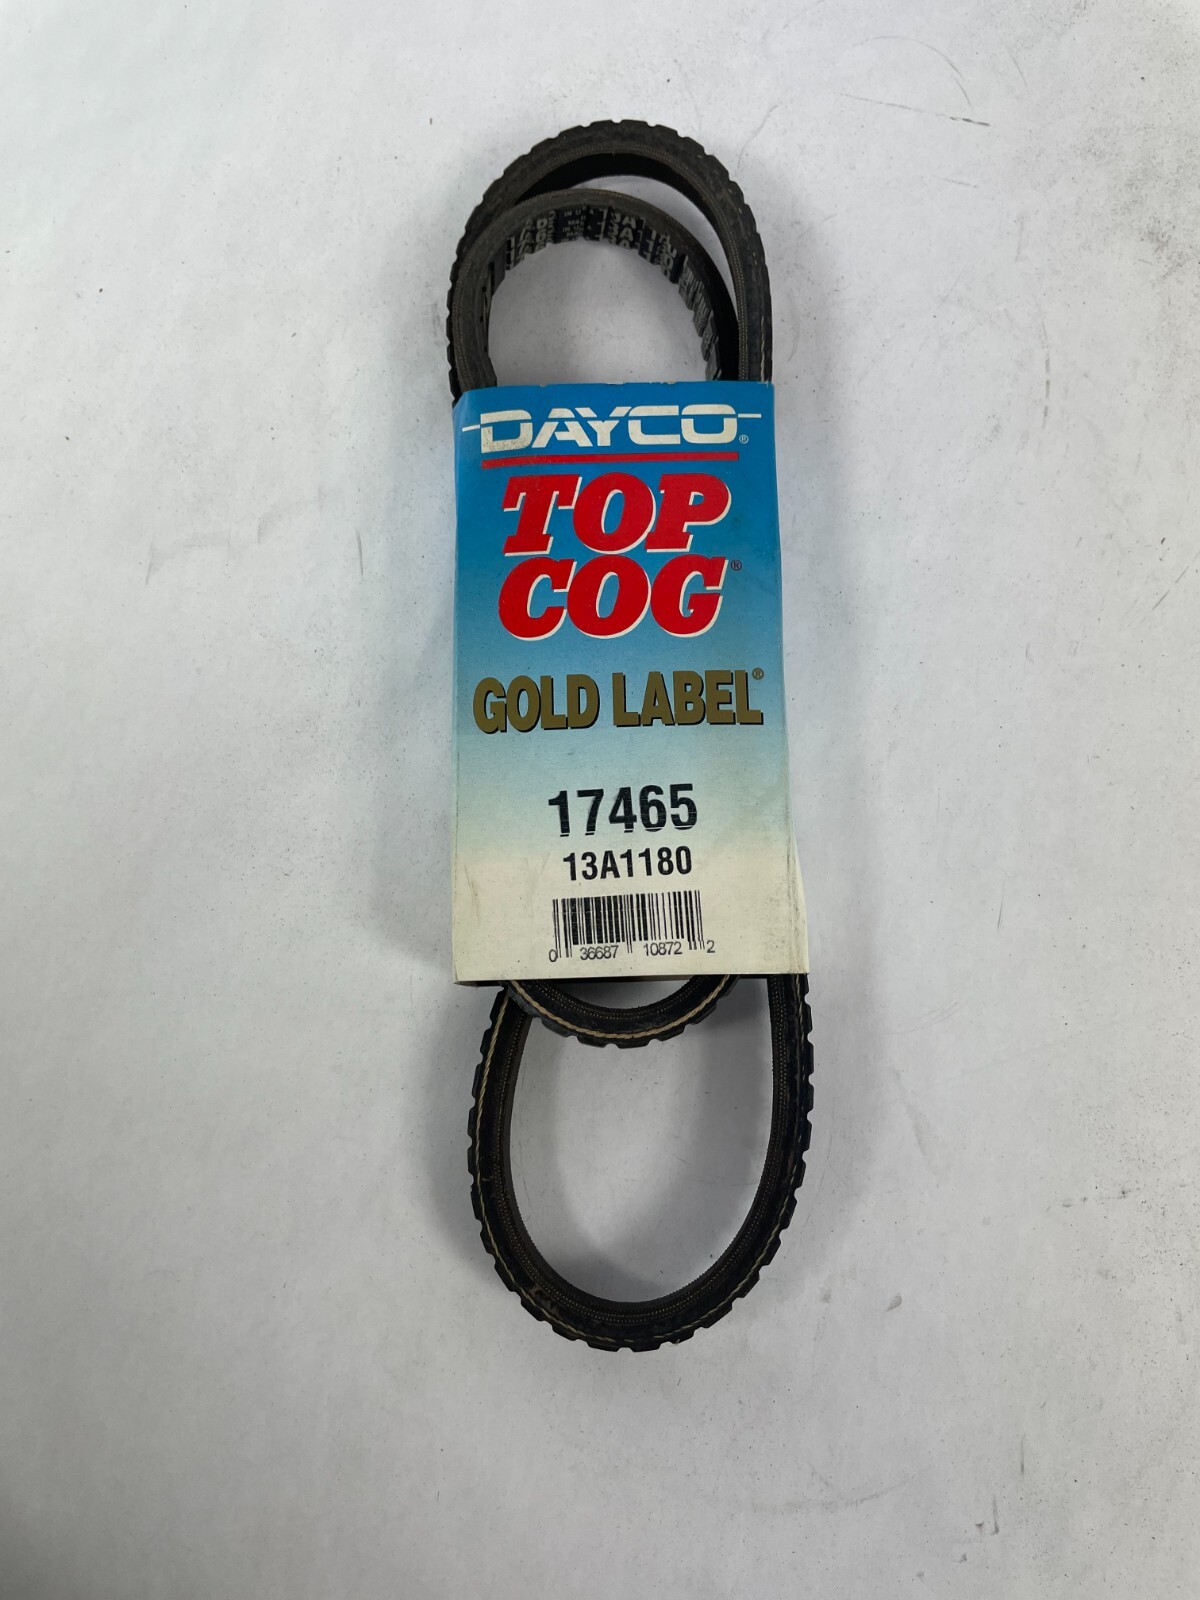 DAYCO®
TOP
COG®
GOLD LABEL®
17465
13A1180
0 36687 10872 2